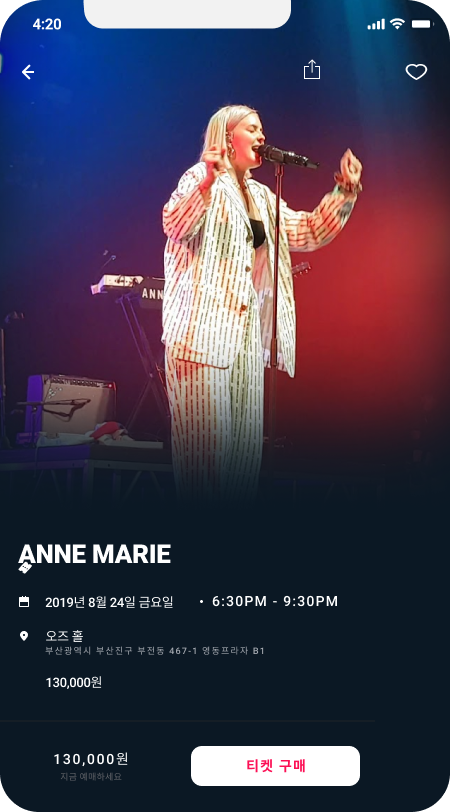 4:20
ANN
ANNE MARIE
2019년 8월 24일 금요일 • 6:30PM - 9:30PM
오즈 홀
부산광역시 부산진구 부전동 467-1 영동프라자 B1
130,000원
130,000원
티켓 구매
지금 예매하세요